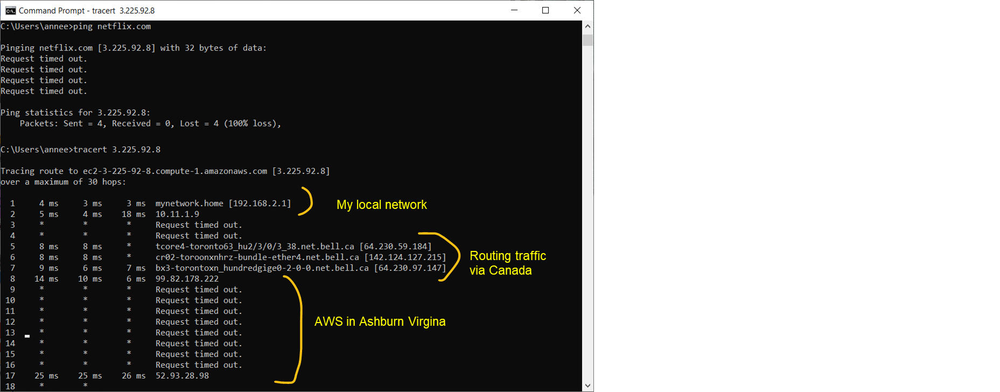 Command Prompt - tracert  3.225.92.8
C:\Users\annee>ping netflix.com
Pinging netflix.com [3.225.92.8] with 32 bytes of data:
Request timed out.
Request timed out.
Request timed out.
Request timed out.
Ping statistics for 3.225.92.8:
    Packets: Sent = 4, Received = 0, Lost = 4 (100% loss),
C:\Users\annee>tracert 3.225.92.8
Tracing route to ec2-3-225-92-8.compute-1.amazonaws.com [3.225.92.8]
over a maximum of 30 hops:
  1     4 ms     3 ms     3 ms  mynetwork.home [192.168.2.1]
My local network
  2     5 ms     4 ms    18 ms  10.11.1.9
  3     *        *        *     Request timed out.
  4     *        *        *     Request timed out.
  5     8 ms     8 ms     *     tcore4-toronto63_hu2/3/0/3_38.net.bell.ca [64.230.59.184]
  6     8 ms     8 ms     *     cr02-toroonxnhrz-bundle-ether4.net.bell.ca [142.124.127.215]
  7     9 ms     6 ms     7 ms  bx3-torontoxn_hundredgige0-2-0-0.net.bell.ca [64.230.97.147]
Routing traffic
via Canada
  8    14 ms    10 ms     6 ms  99.82.178.222
  9     *        *        *     Request timed out.
 10     *        *        *     Request timed out.
 11     *        *        *     Request timed out.
 12     *        *        *     Request timed out.
AWS in Ashburn Virgina
 13     *        *        *     Request timed out.
 14     *        *        *     Request timed out.
 15     *        *        *     Request timed out.
 16     *        *        *     Request timed out.
 17    25 ms    25 ms    26 ms  52.93.28.98
 18     *        *